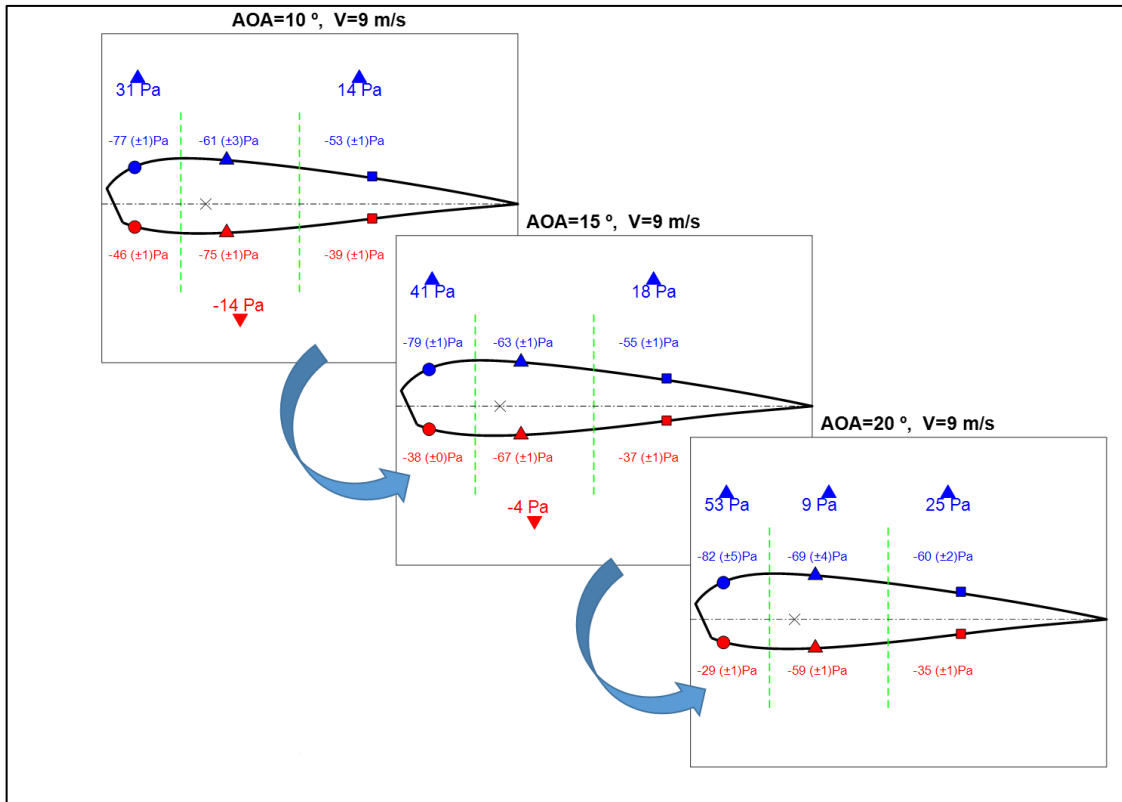 AOA=10 º,  V=9 m/s
31 Pa 14 Pa
-77 (±1)Pa -61 (±3)Pa -53 (±1)Pa
-46 (±1)Pa -75 (±1)Pa -39 (±1)Pa
-14 Pa
AOA=15 º,  V=9 m/s
41 Pa 18 Pa
-79 (±1)Pa -63 (±1)Pa -55 (±1)Pa
-38 (±0)Pa -67 (±1)Pa -37 (±1)Pa
-4 Pa
AOA=20 º,  V=9 m/s
53 Pa 9 Pa 25 Pa
-82 (±5)Pa -69 (±4)Pa -60 (±2)Pa
-29 (±1)Pa -59 (±1)Pa -35 (±1)Pa